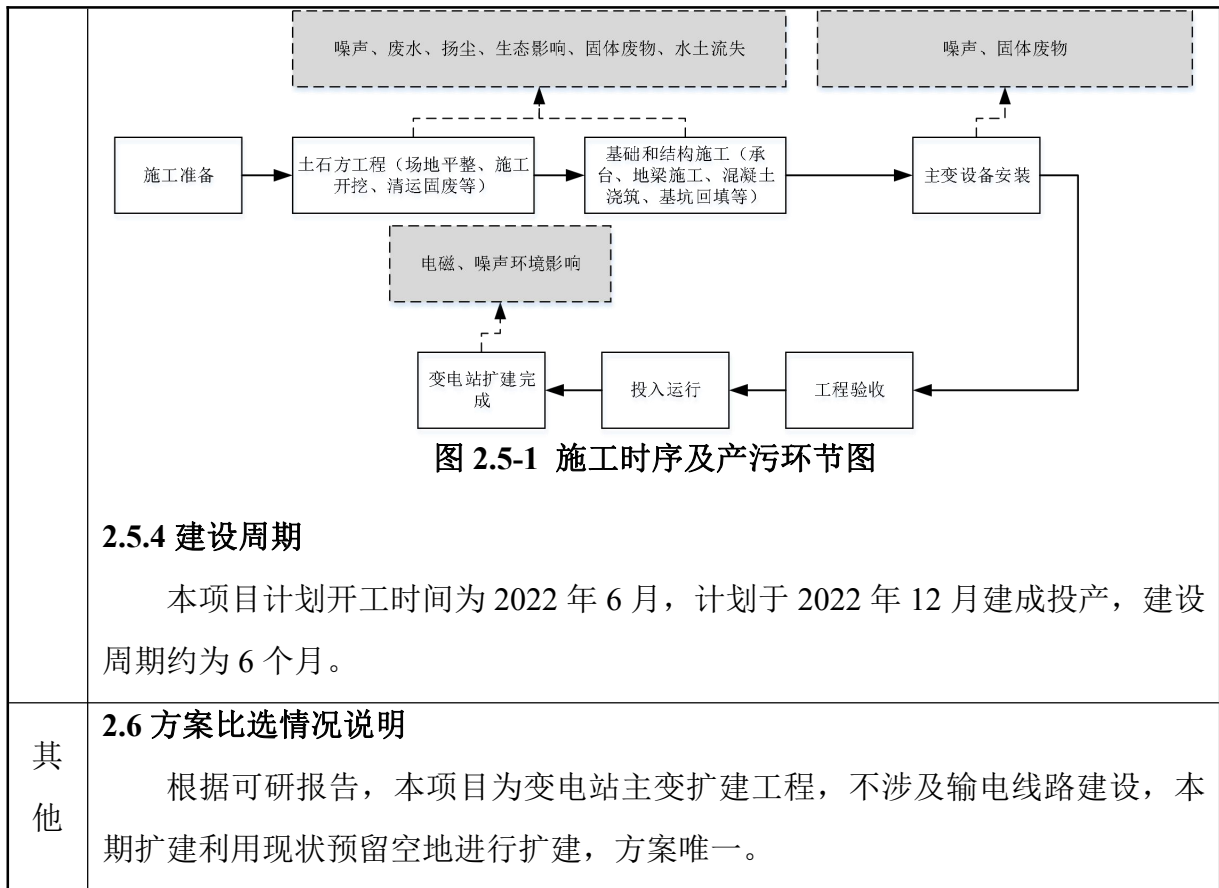 噪声、废水、扬尘、生态影响、固体废物、水土流失
噪声、固体废物
施工准备
土石方工程（场地平整、施工
开挖、清运固废等）
基础和结构施工（承
台、地梁施工、混凝土
浇筑、基坑回填等）
主变设备安装
电磁、噪声环境影响
变电站扩建完
成
投入运行
工程验收
图 2.5-1 施工时序及产污环节图
2.5.4 建设周期
本项目计划开工时间为 2022 年 6 月，计划于 2022 年 12 月建成投产，建设
周期约为 6 个月。
其
他
2.6 方案比选情况说明
根据可研报告，本项目为变电站主变扩建工程，不涉及输电线路建设，本
期扩建利用现状预留空地进行扩建，方案唯一。